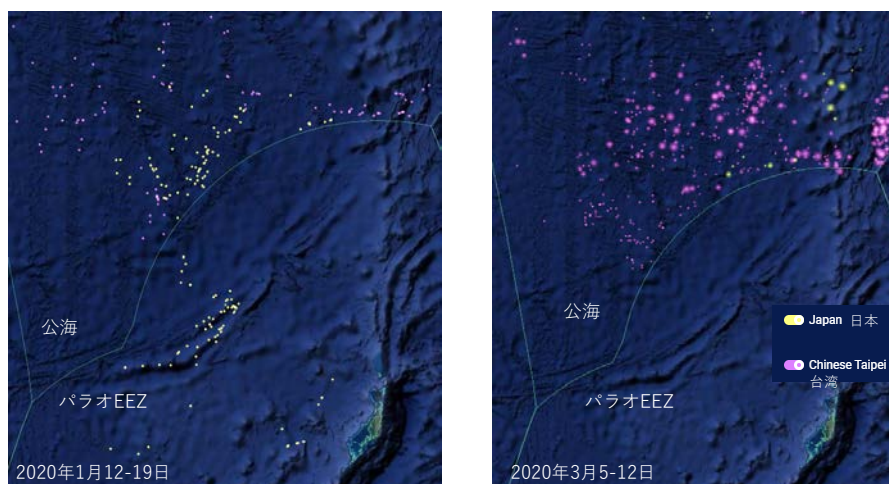 公海
パラオEEZ
2020年1月12-19日
公海
Japan 日本
Chinese Taipei
台湾
パラオEEZ
2020年3月5-12日